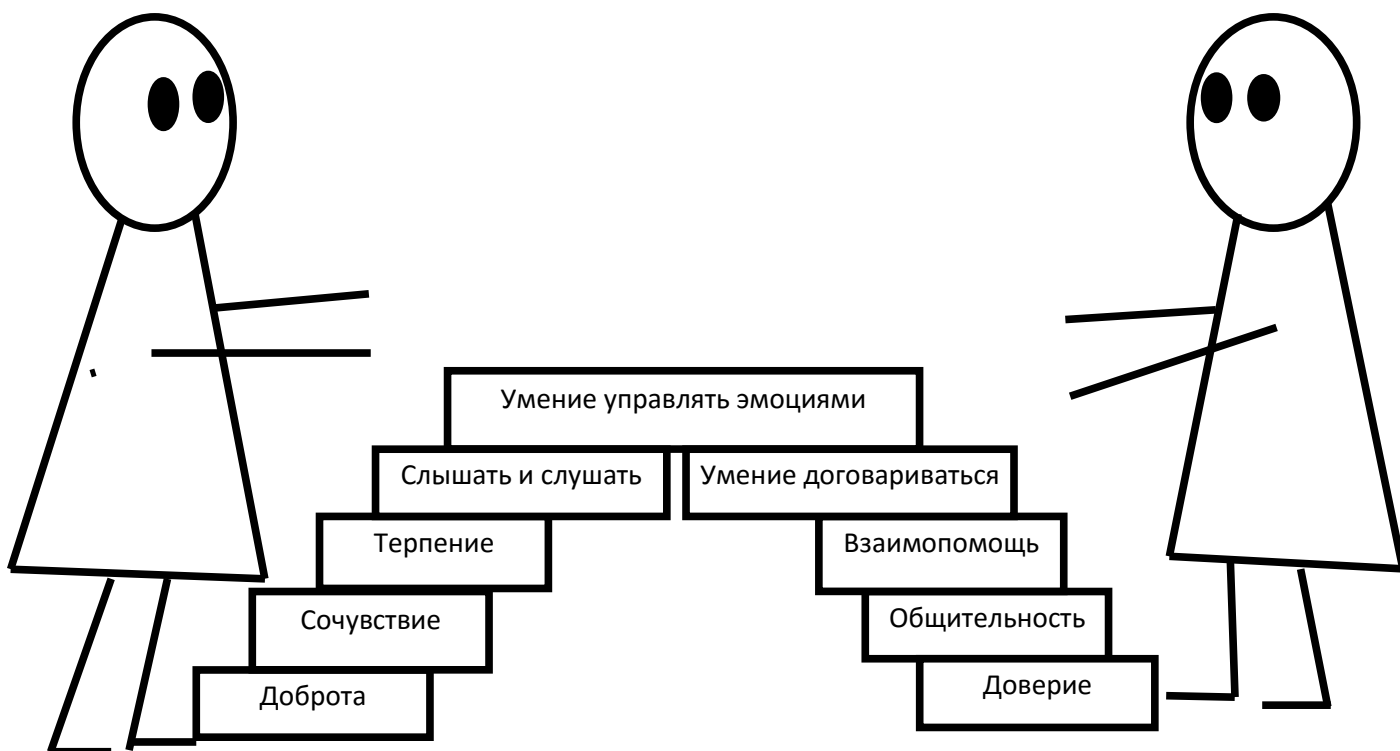 Умение управлять эмоциями
Слышать и слушать
Умение договариваться
Терпение
Взаимопомощь
Сочувствие
Общительность
Доброта
Доверие